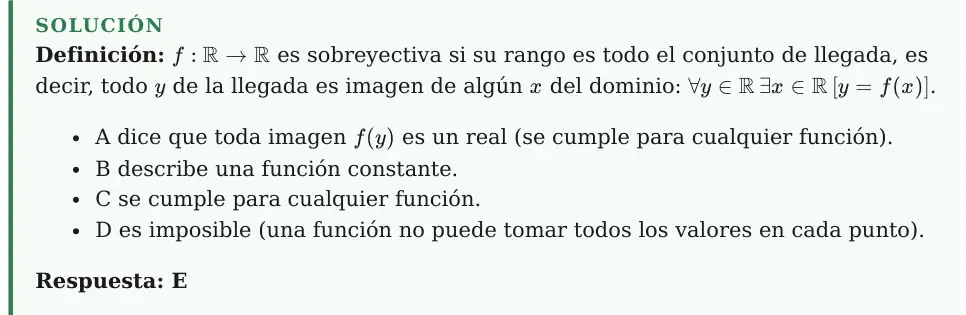 SOLUCIÓN
Definición: f : ℝ → ℝ es sobreyectiva si su rango es todo el conjunto de llegada, es
decir, todo y de la llegada es imagen de algún x del dominio: ∀y ∈ ℝ ∃x ∈ ℝ [y = f(x)].
• A dice que toda imagen f(y) es un real (se cumple para cualquier función).
• B describe una función constante.
• C se cumple para cualquier función.
• D es imposible (una función no puede tomar todos los valores en cada punto).
Respuesta: E